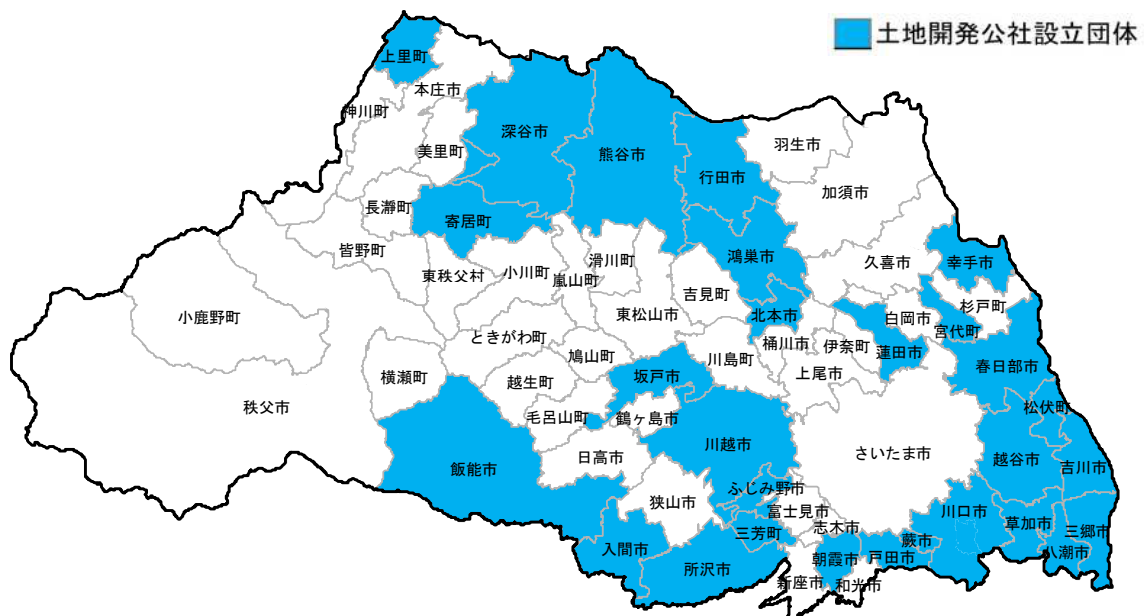 土地開発公社設立団体
上里町
本庄市
神川町
深谷市
美里町
熊谷市
羽生市
行田市
加須市
長瀞町
寄居町
皆野町
鴻巣市
久喜市
幸手市
東秩父村
小川町
嵐山町
滑川町
吉見町
杉戸町
小鹿野町
東松山市
北本市
白岡市
宮代町
ときがわ町
桶川市
伊奈町
蓮田市
鳩山町
川島町
春日部市
横瀬町
越生町
坂戸市
上尾市
秩父市
毛呂山町
鶴ヶ島市
松伏町
川越市
さいたま市
日高市
越谷市
吉川市
飯能市
ふじみ野市
狭山市
富士見市
川口市
志木市
草加市
三郷市
三芳町
蕨市
入間市
朝霞市
戸田市
八潮市
所沢市
新座市
和光市